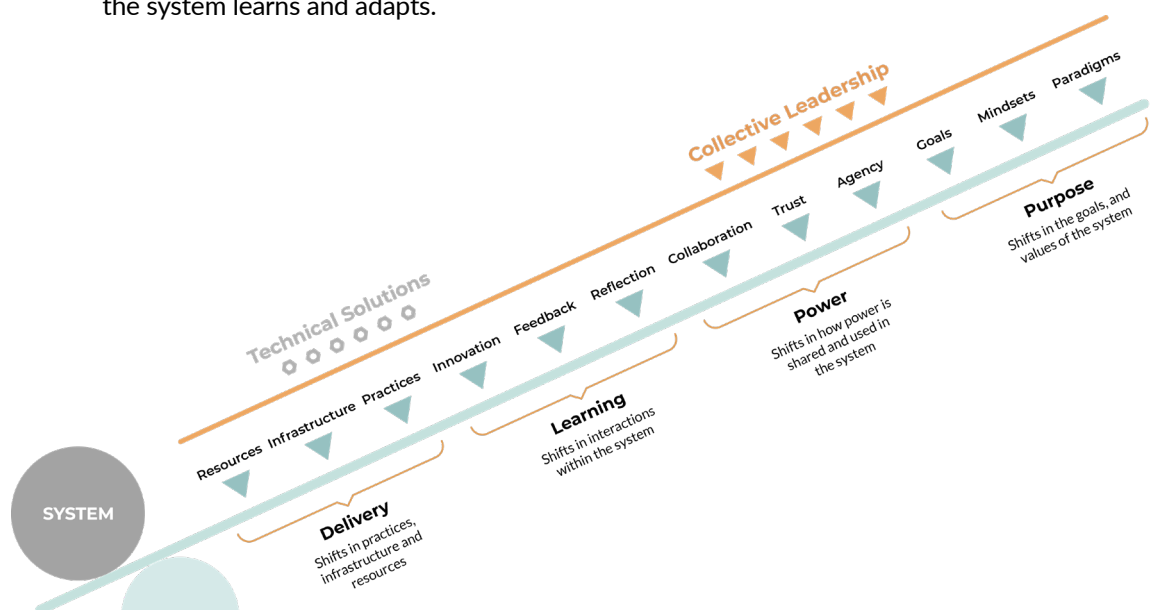 the system learns and adapts.
Collective Leadership
Technical Solutions
Resources
Infrastructure
Practices
Innovation
Feedback
Reflection
Collaboration
Trust
Agency
Goals
Mindsets
Paradigms
SYSTEM
Delivery
Shifts in practices,
infrastructure and
resources
Learning
Shifts in interactions
within the system
Power
Shifts in how power is
shared and used in
the system
Purpose
Shifts in the goals, and
values of the system